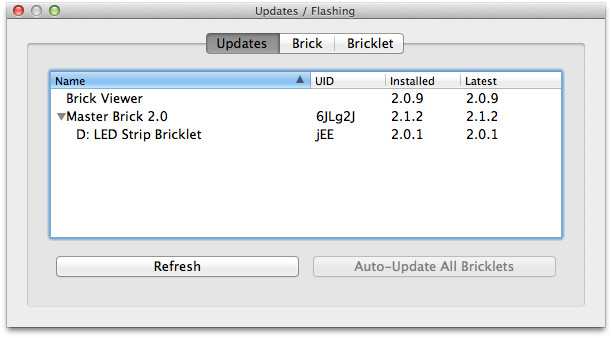 Updates / Flashing
Updates Brick Bricklet
Name UID Installed Latest
Brick Viewer 2.0.9 2.0.9
Master Brick 2.0 6JLg2J 2.1.2 2.1.2
D: LED Strip Bricklet jEE 2.0.1 2.0.1
Refresh Auto-Update All Bricklets